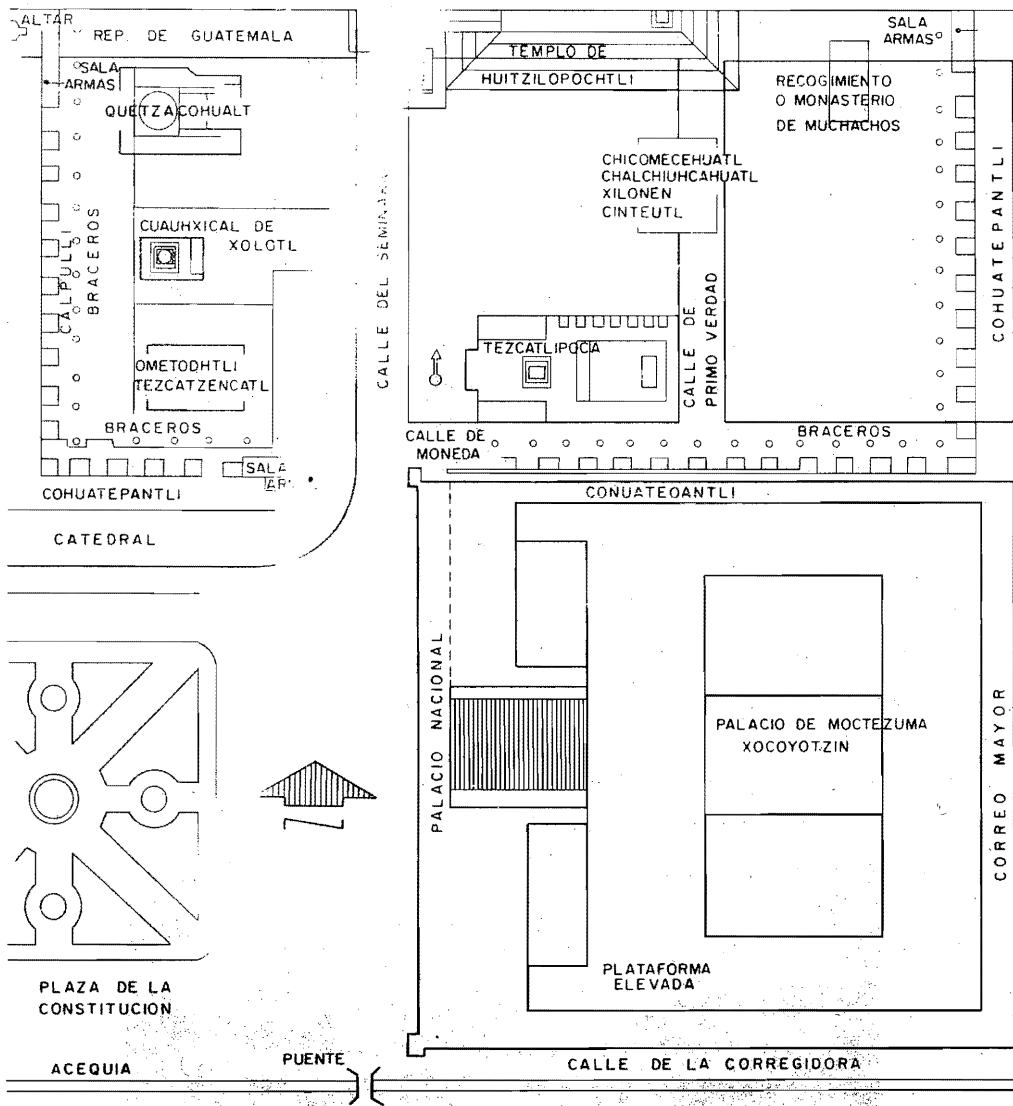 ALTAR
REP. DE GUATEMALA
SALA
ARMAS
QUETZACOHUALT
TEMPLO DE
HUITZILOPOCHTLI
SALA
ARMAS
RECOGIMIENTO
O MONASTERIO
DE MUCHACHOS
CHICOMECEHUATL
CHALCHIUHCAHUATL
XILONEN
CINTEUTL
COHUATEPANTLI
CALPULLI
BRACEROS
CUAUHXICAL DE
XOLOTL
CALLE DEL SEMINARIO
OMETODHTLI
TEZCATZENCATL
TEZCATLIPOCA
CALLE DE
PRIMO VERDAD
BRACEROS
CALLE DE
MONEDA
BRACEROS
SALA
AR
COHUATEPANTLI
CONUATEOANTLI
CATEDRAL
PALACIO NACIONAL
PALACIO DE MOCTEZUMA
XOCOYOTZIN
CORREO MAYOR
PLATAFORMA
ELEVADA
PLAZA DE LA
CONSTITUCION
ACEQUIA
PUENTE
CALLE DE LA CORREGIDORA